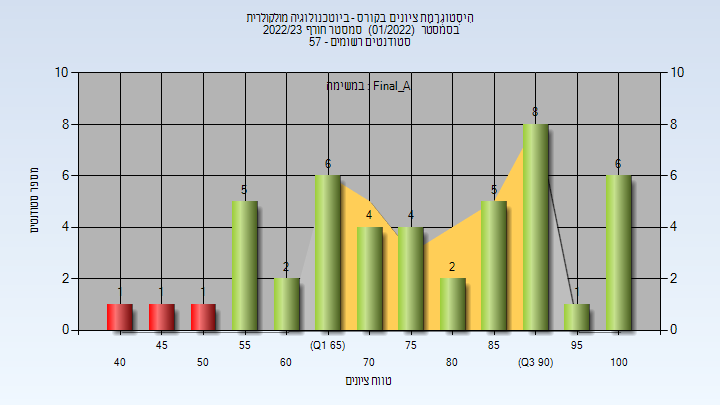 הִיסְטוֹגְרָמַת ציונים בקורס - ביוטכנולוגיה מולקולרית
בסמסטר (01/2022) סמסטר חורף 2022/23
סטודנטים רשומים - 57
במשימה : Final_A
מספר סטודנטים
10 10
8 8
6 6
4 4
2 2
0 0
1 1 1 5 2 6 4 4 2 5 8 1 6
45 55 (Q1 65) 75 85 95
40 50 60 70 80 (Q3 90) 100
טווח ציונים